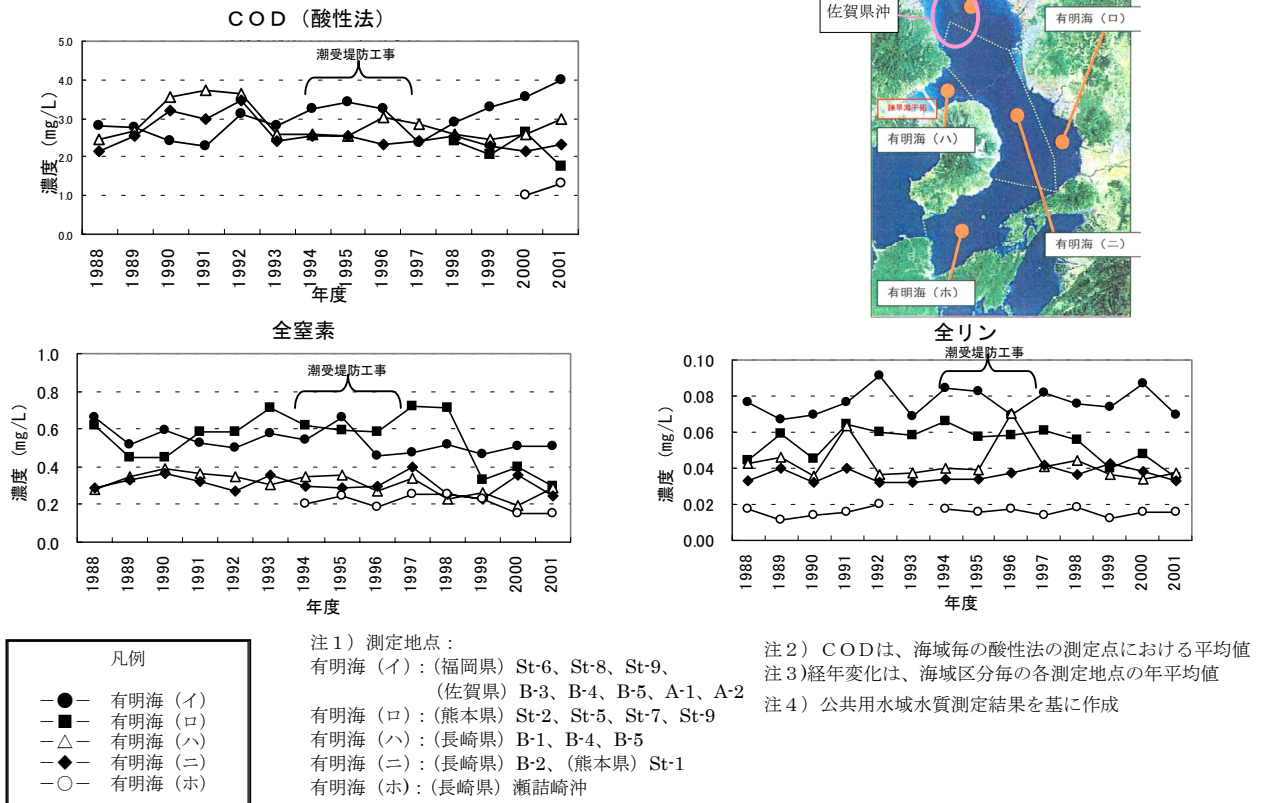 COD（酸性法）
潮受堤防工事
濃度（mg/L）
5.0
4.0
3.0
2.0
1.0
0.0
1988
1989
1990
1991
1992
1993
1994
1995
1996
1997
1998
1999
2000
2001
年度
佐賀県沖
有明海（ロ）
諫早湾干拓
有明海（ハ）
有明海（ニ）
有明海（ホ）
全窒素
潮受堤防工事
濃度（mg/L）
1.0
0.8
0.6
0.4
0.2
0.0
1988
1989
1990
1991
1992
1993
1994
1995
1996
1997
1998
1999
2000
2001
年度
全リン
潮受堤防工事
濃度（mg/L）
0.10
0.08
0.06
0.04
0.02
0.00
1988
1989
1990
1991
1992
1993
1994
1995
1996
1997
1998
1999
2000
2001
年度
凡例
－●－ 有明海（イ）
－■－ 有明海（ロ）
－△－ 有明海（ハ）
－◆－ 有明海（ニ）
－○－ 有明海（ホ）
注１）測定地点：
有明海（イ）：（福岡県）St-6、St-8、St-9、
（佐賀県）B-3、B-4、B-5、A-1、A-2
有明海（ロ）：（熊本県）St-2、St-5、St-7、St-9
有明海（ハ）：（長崎県）B-1、B-4、B-5
有明海（ニ）：（長崎県）B-2、（熊本県）St-1
有明海（ホ）：（長崎県）瀬詰崎沖
注２）CODは、海域毎の酸性法の測定点における平均値
注３)経年変化は、海域区分毎の各測定地点の年平均値
注４）公共用水域水質測定結果を基に作成